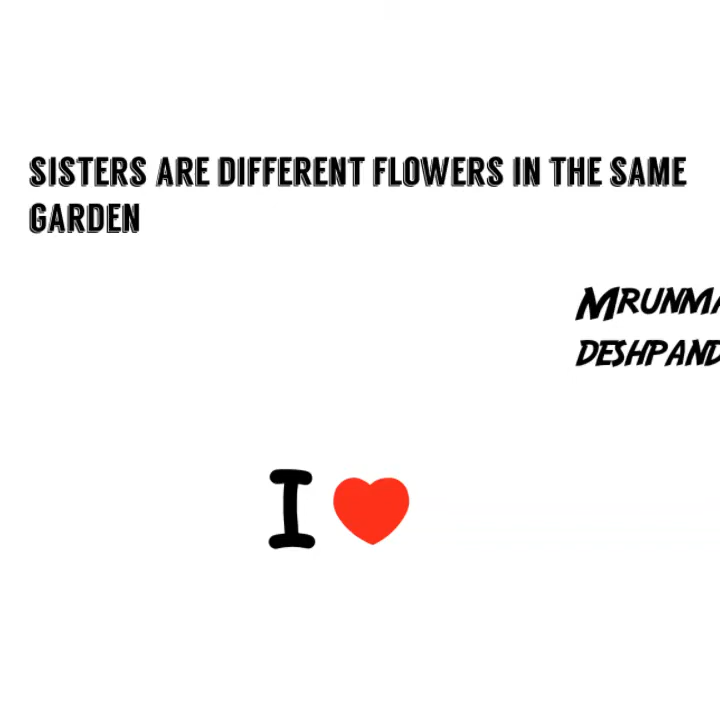 SISTERS ARE DIFFERENT FLOWERS IN THE SAME
GARDEN
MRUNMA
DESHPAND
I ❤